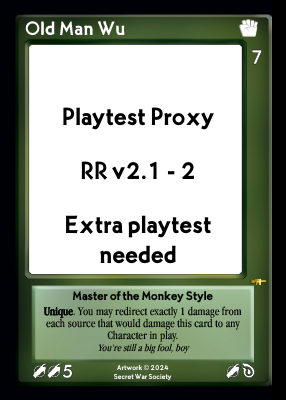 Old Man Wu
7
Playtest Proxy
RR v2.1 - 2
Extra playtest
needed
Master of the Monkey Style
Unique. You may redirect exactly 1 damage from
each source that would damage this card to any
Character in play.
You're still a big fool, boy
5
Artwork © 2024
Secret War Society